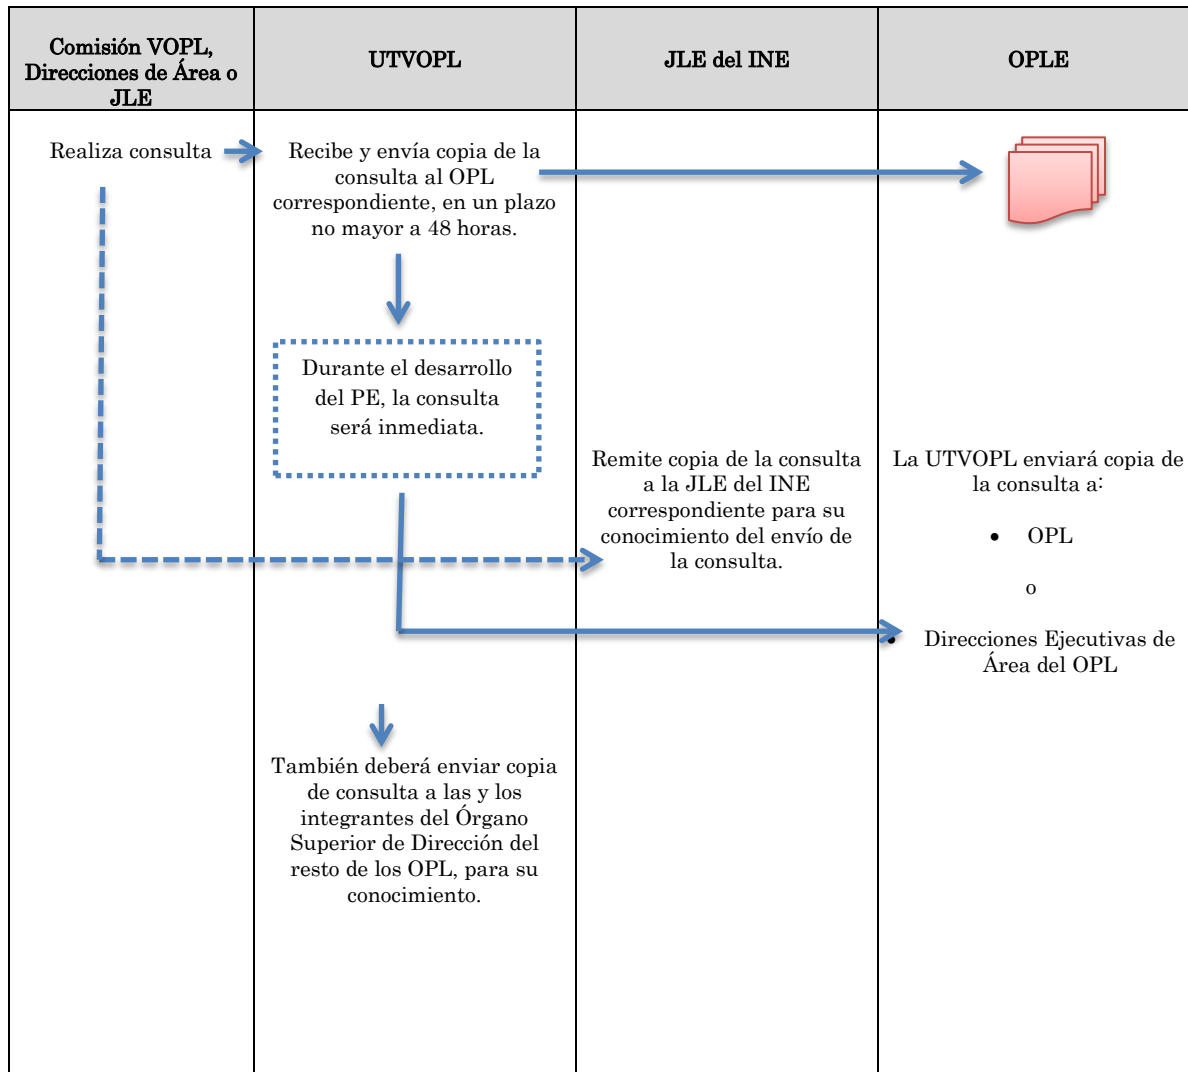 Comisión VOPL,
Direcciones de Área o
JLE
UTVOPL
JLE del INE
OPLE
Realiza consulta
Recibe y envía copia de la
consulta al OPL
correspondiente, en un plazo
no mayor a 48 horas.
Durante el desarrollo
del PE, la consulta
será inmediata.
También deberá enviar copia
de consulta a las y los
integrantes del Órgano
Superior de Dirección del
resto de los OPL, para su
conocimiento.
Remite copia de la consulta
a la JLE del INE
correspondiente para su
conocimiento del envío de
la consulta.
La UTVOPL enviará copia de
la consulta a:
• OPL
o
• Direcciones Ejecutivas de
Área del OPL